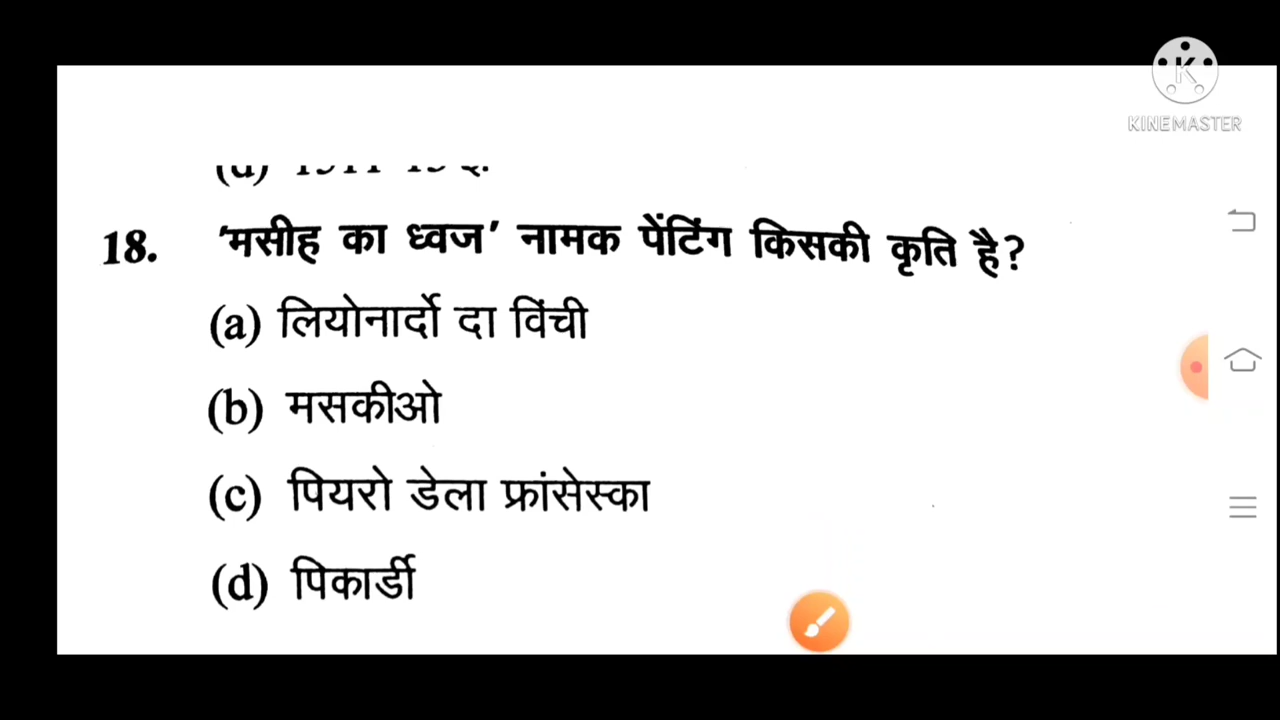 KINEMASTER
18. 'मसीह का ध्वज' नामक पेंटिंग किसकी कृति है?
(a) लियोनार्दो दा विंची
(b) मसकीओ
(c) पियरो डेला फ्रांसेस्का
(d) पिकार्डी